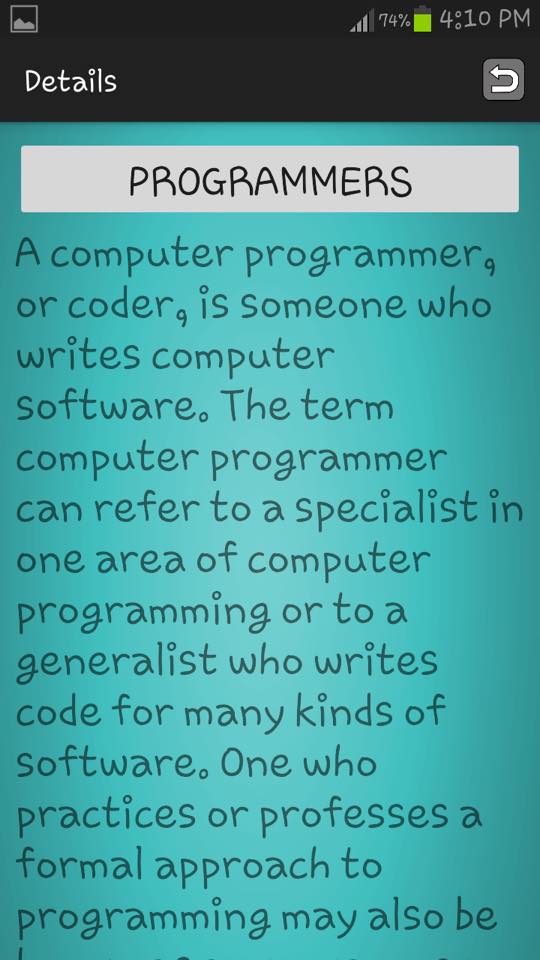 74% 4:10 PM
Details
PROGRAMMERS
A computer programmer,
or coder, is someone who
writes computer
software. The term
computer programmer
can refer to a specialist in
one area of computer
programming or to a
generalist who writes
code for many kinds of
software. One who
practices or professes a
formal approach to
programming may also be